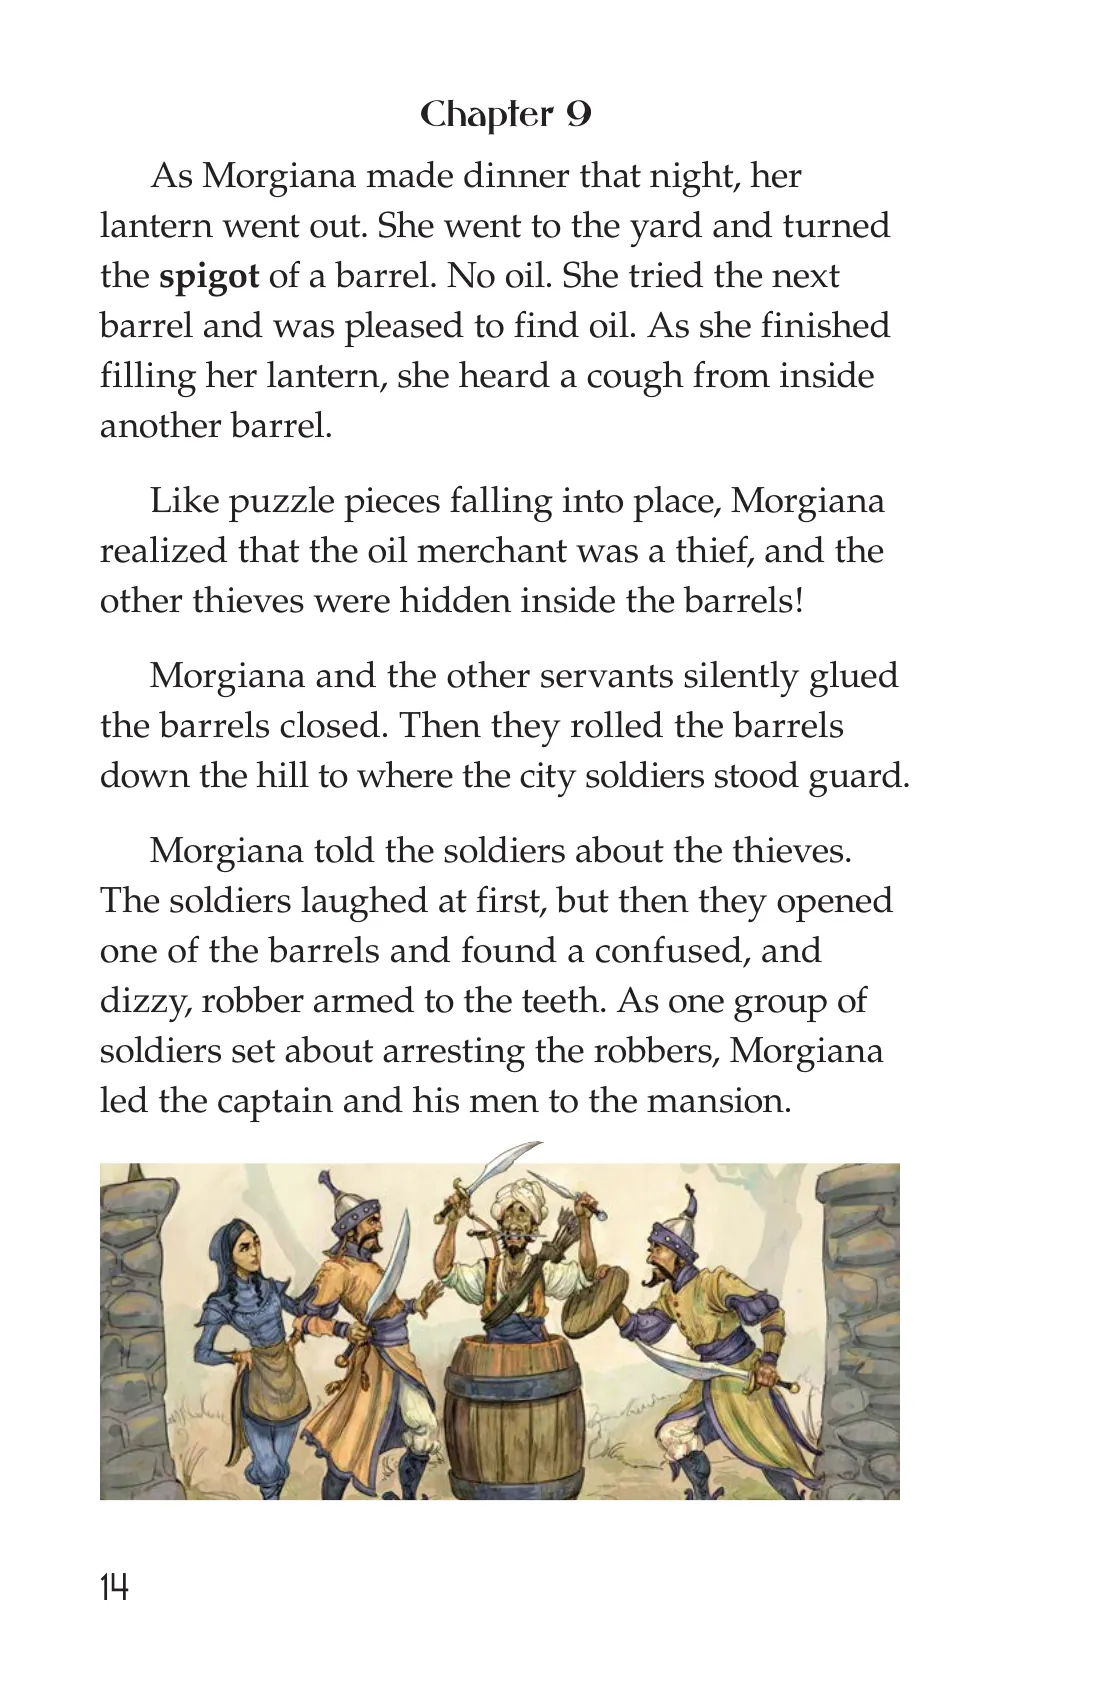 Chapter 9
As Morgiana made dinner that night, her
lantern went out. She went to the yard and turned
the spigot of a barrel. No oil. She tried the next
barrel and was pleased to find oil. As she finished
filling her lantern, she heard a cough from inside
another barrel.
Like puzzle pieces falling into place, Morgiana
realized that the oil merchant was a thief, and the
other thieves were hidden inside the barrels!
Morgiana and the other servants silently glued
the barrels closed. Then they rolled the barrels
down the hill to where the city soldiers stood guard.
Morgiana told the soldiers about the thieves.
The soldiers laughed at first, but then they opened
one of the barrels and found a confused, and
dizzy, robber armed to the teeth. As one group of
soldiers set about arresting the robbers, Morgiana
led the captain and his men to the mansion.
14